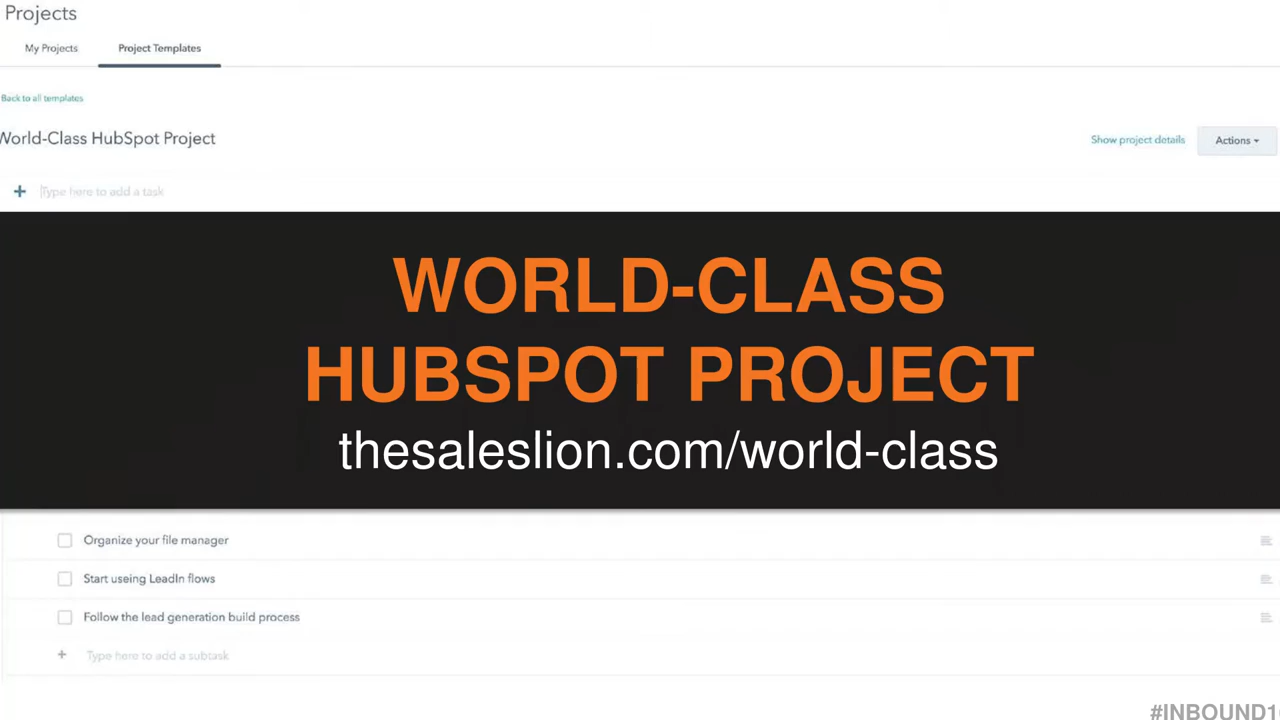 Projects
My Projects Project Templates
Back to all templates
World-Class HubSpot Project
Show project details Actions
Type here to add a task
WORLD-CLASS
HUBSPOT PROJECT
thesaleslion.com/world-class
Organize your file manager
Start useing LeadIn flows
Follow the lead generation build process
Type here to add a subtask
#INBOUND1